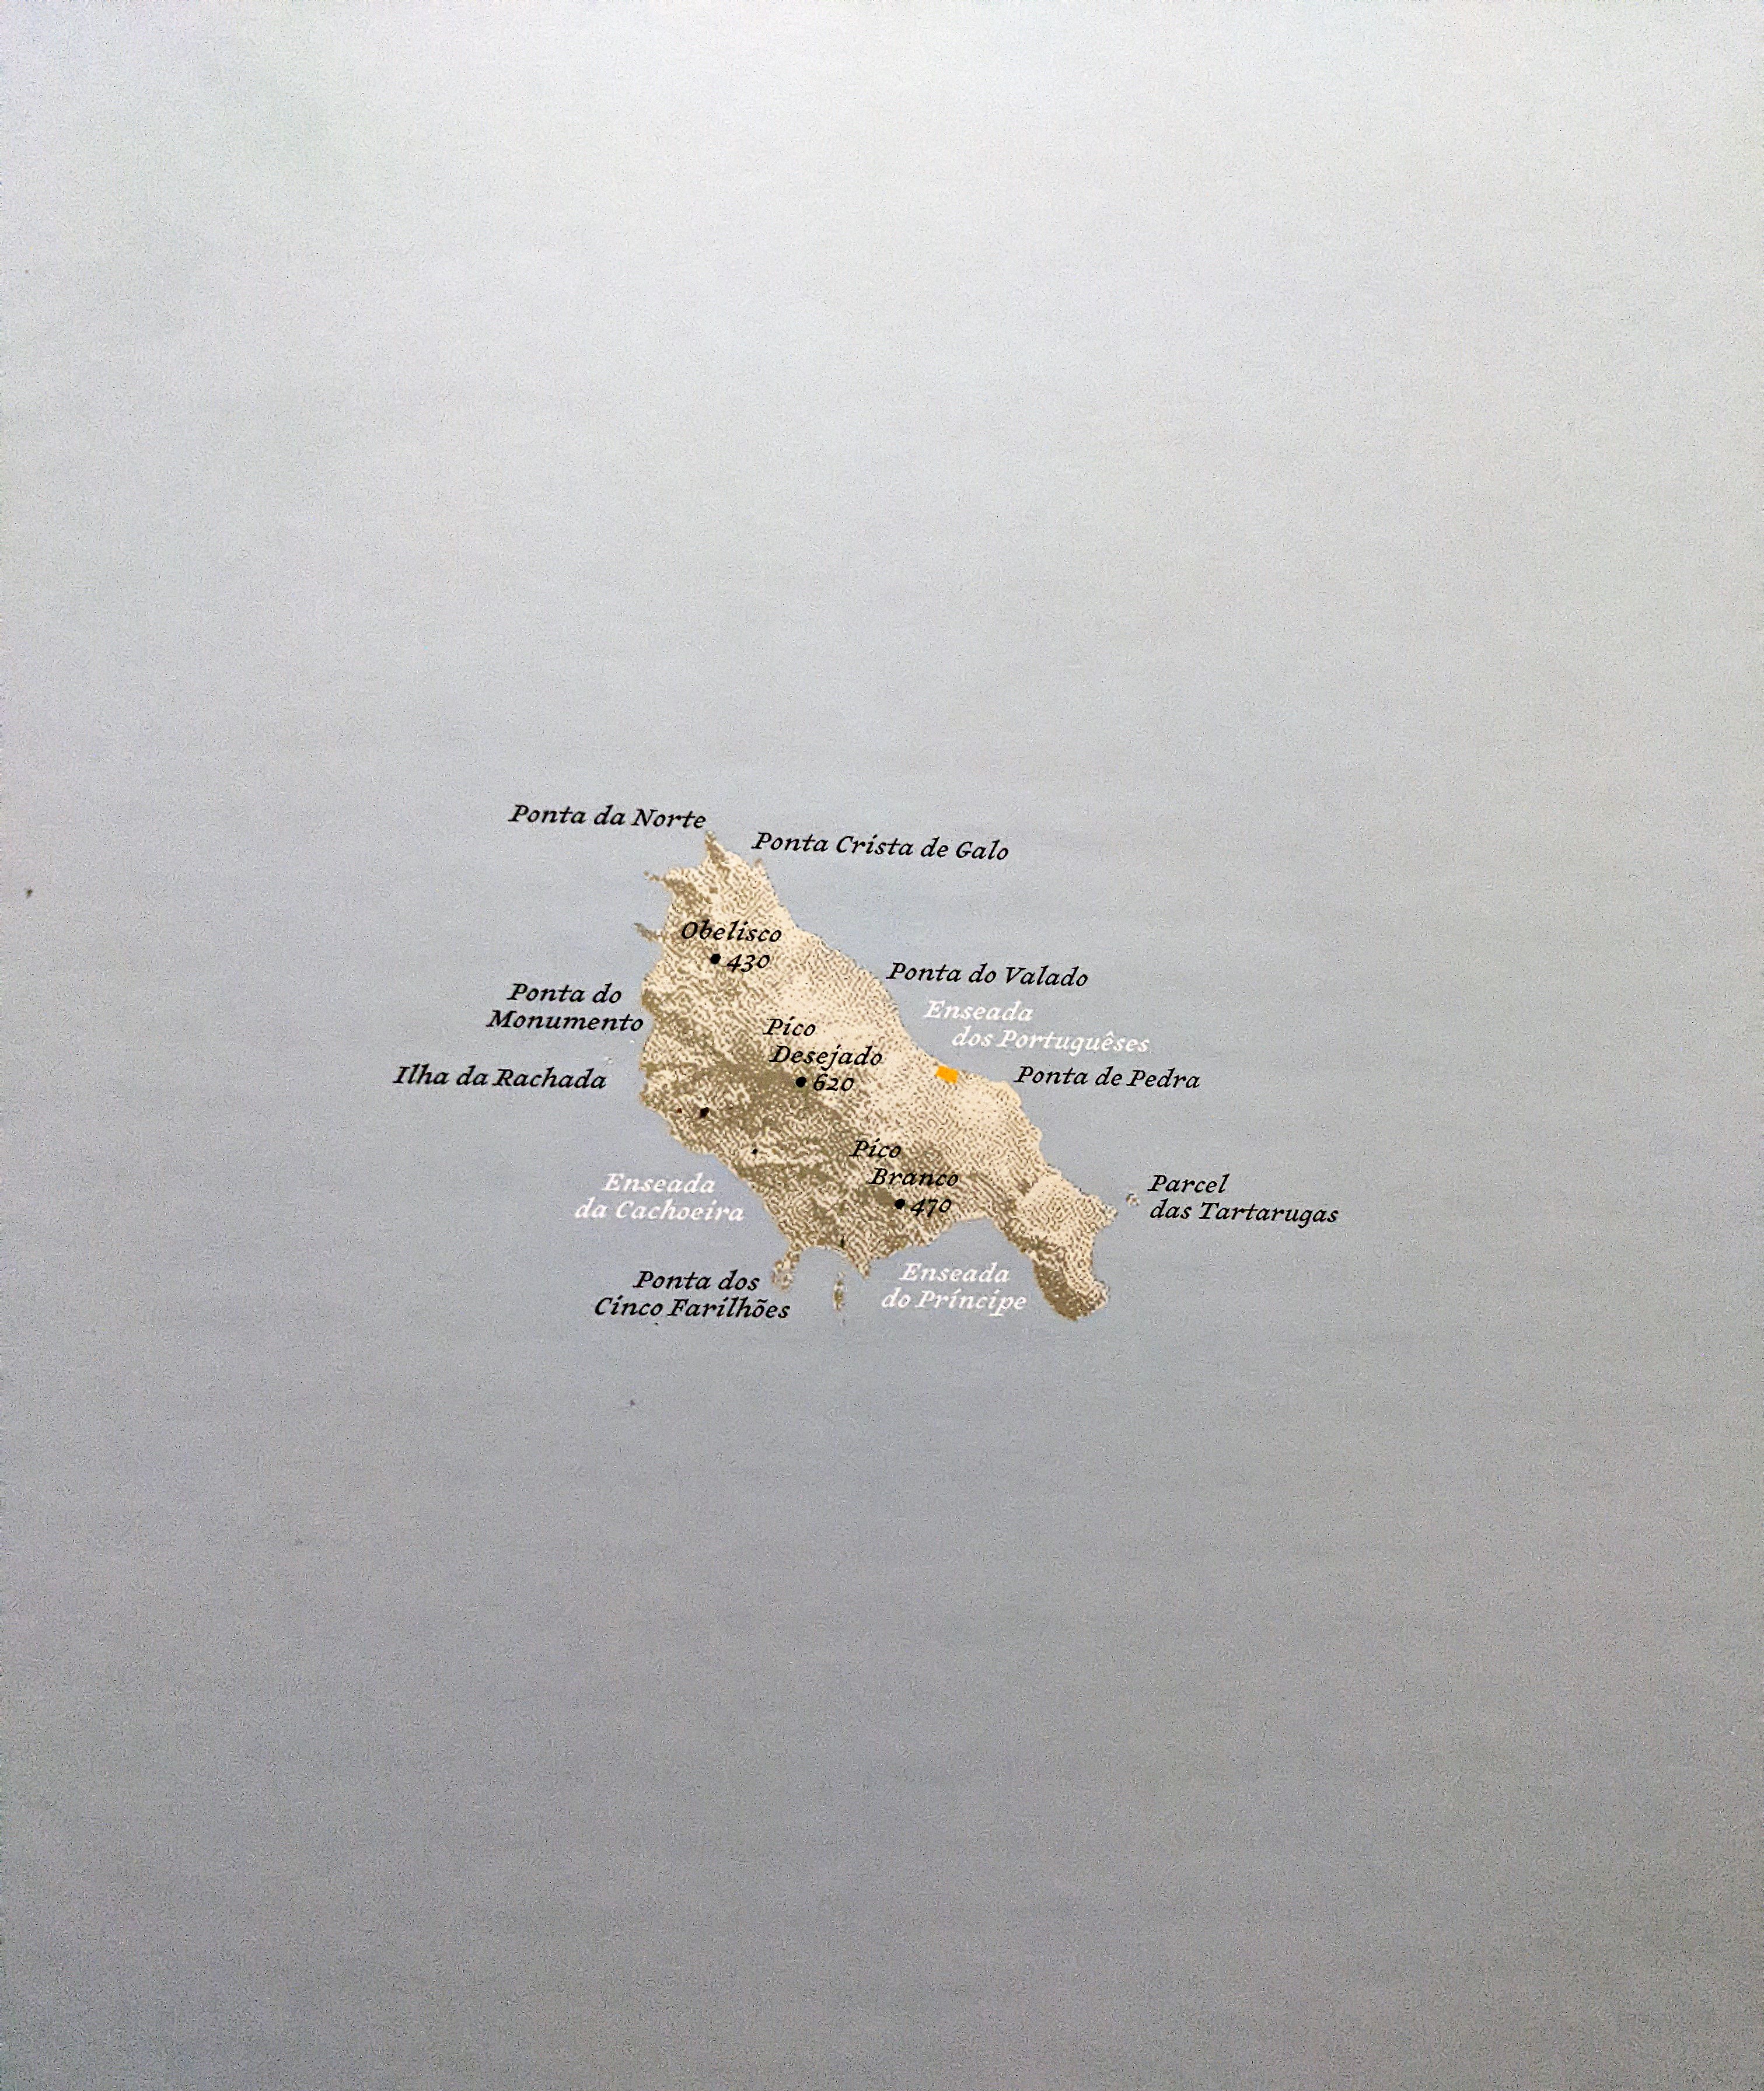 Ponta da Norte
Ponta Crista de Galo
Obelisco
430
Ponta do Valado
Ponta do
Monumento
Enseada
dos Portuguêses
Pico
Desejado
620
Ilha da Rachada
Ponta de Pedra
Pico
Branco
470
Enseada
da Cachoeira
Parcel
das Tartarugas
Ponta dos
Cinco Farilhões
Enseada
do Príncipe